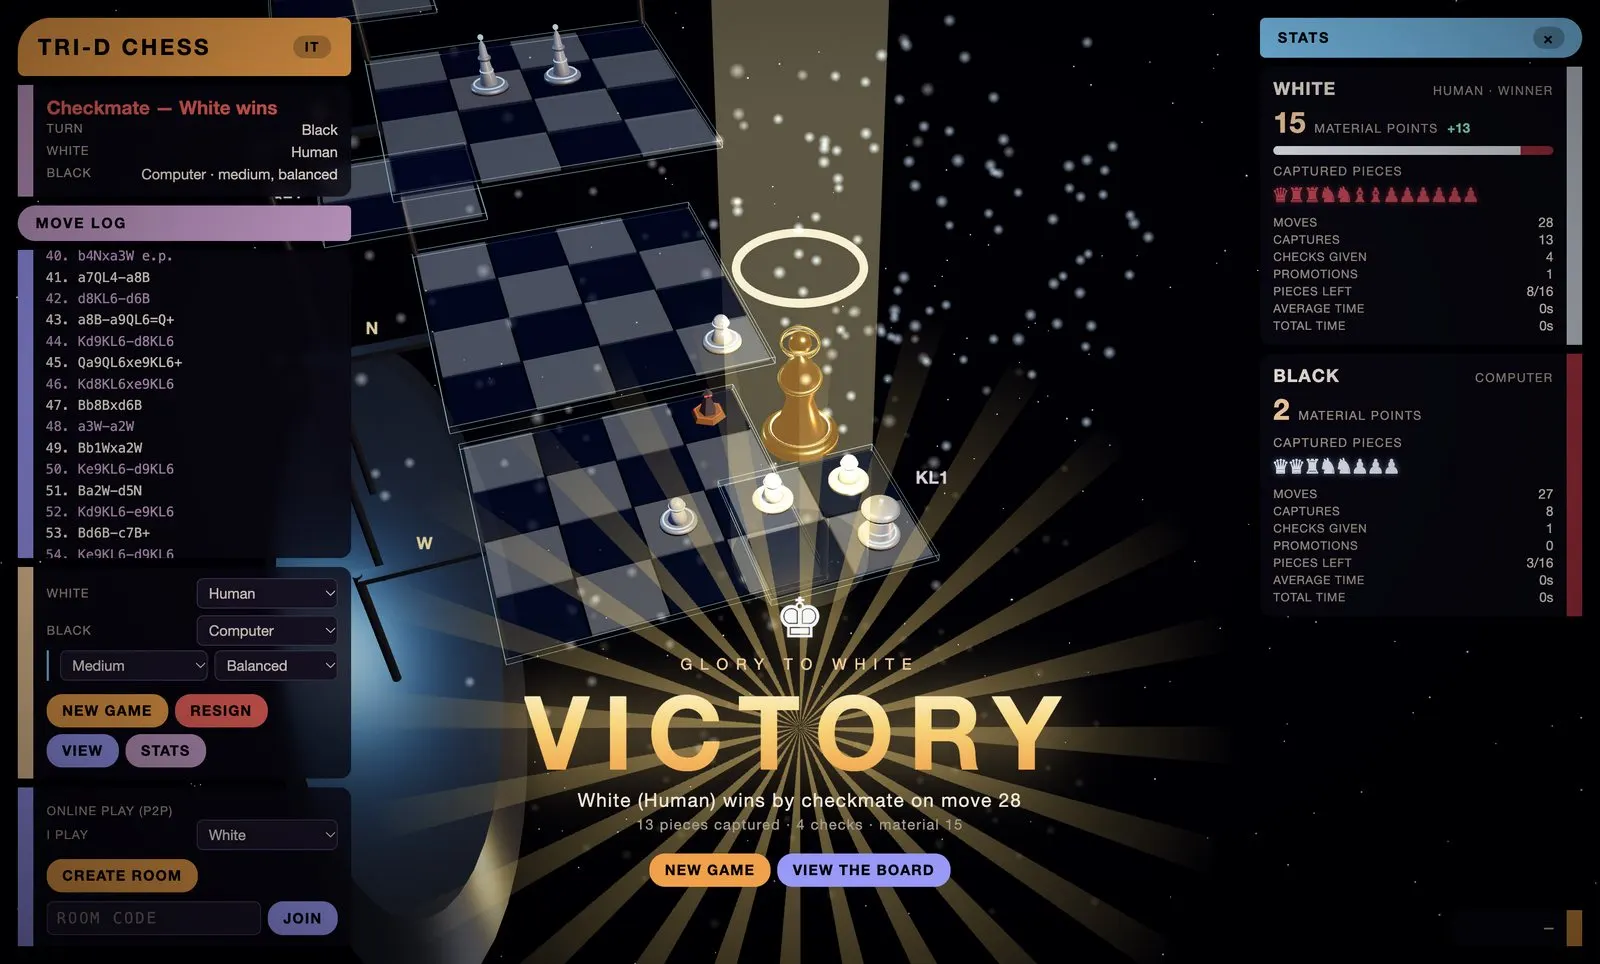 TRI-D CHESS
IT
Checkmate — White wins
TURN Black
WHITE Human
BLACK Computer · medium, balanced
MOVE LOG
40. b4Nxa3W e.p.
41. a7QL4–a8B
42. d8KL6–d6B
43. a8B–a9QL6=Q+
44. Kd9KL6–d8KL6
45. Qa9QL6xe9KL6+
46. Kd8KL6xe9KL6
47. Bb8Bxd6B
48. a3W–a2W
49. Bb1Wxa2W
50. Ke9KL6–d9KL6
51. Ba2W–d5N
52. Kd9KL6–e9KL6
53. Bd6B–c7B+
54. Ke9KL6–d9KL6
WHITE Human
BLACK Computer
Medium Balanced
NEW GAME RESIGN
VIEW STATS
ONLINE PLAY (P2P)
I PLAY White
CREATE ROOM
ROOM CODE JOIN
N
W
KL1
GLORY TO WHITE
VICTORY
White (Human) wins by checkmate on move 28
13 pieces captured · 4 checks · material 15
NEW GAME VIEW THE BOARD
STATS ×
WHITE HUMAN · WINNER
15 MATERIAL POINTS +13
CAPTURED PIECES
MOVES 28
CAPTURES 13
CHECKS GIVEN 4
PROMOTIONS 1
PIECES LEFT 8/16
AVERAGE TIME 0s
TOTAL TIME 0s
BLACK COMPUTER
2 MATERIAL POINTS
CAPTURED PIECES
MOVES 27
CAPTURES 8
CHECKS GIVEN 1
PROMOTIONS 0
PIECES LEFT 3/16
AVERAGE TIME 0s
TOTAL TIME 0s
–